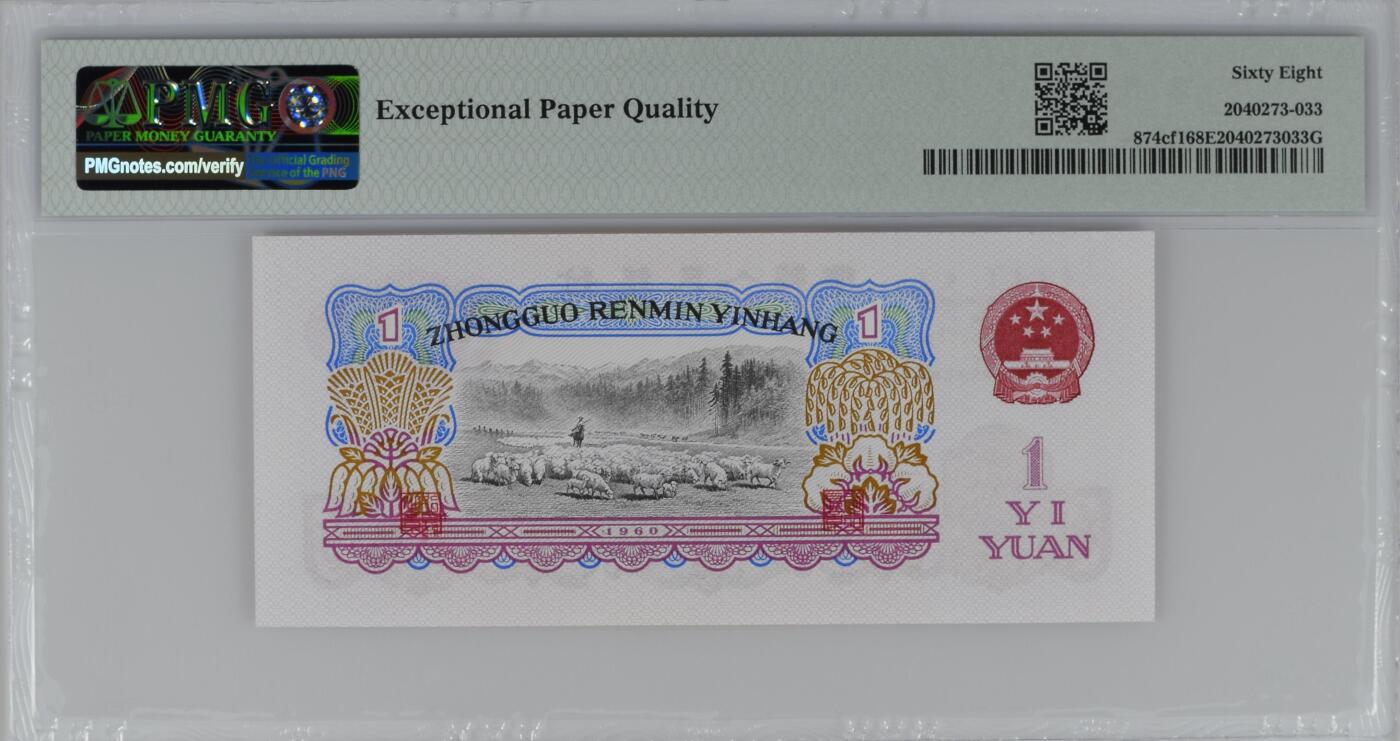 PMG
PAPER MONEY GUARANTY
PMGnotes.com/verify
The Official Grading
Service of the PNG
Exceptional Paper Quality
Sixty Eight
2040273-033
874cf168E2040273033G
1
ZHONGGUO RENMIN YINHANG
1
1960
1
YI
YUAN